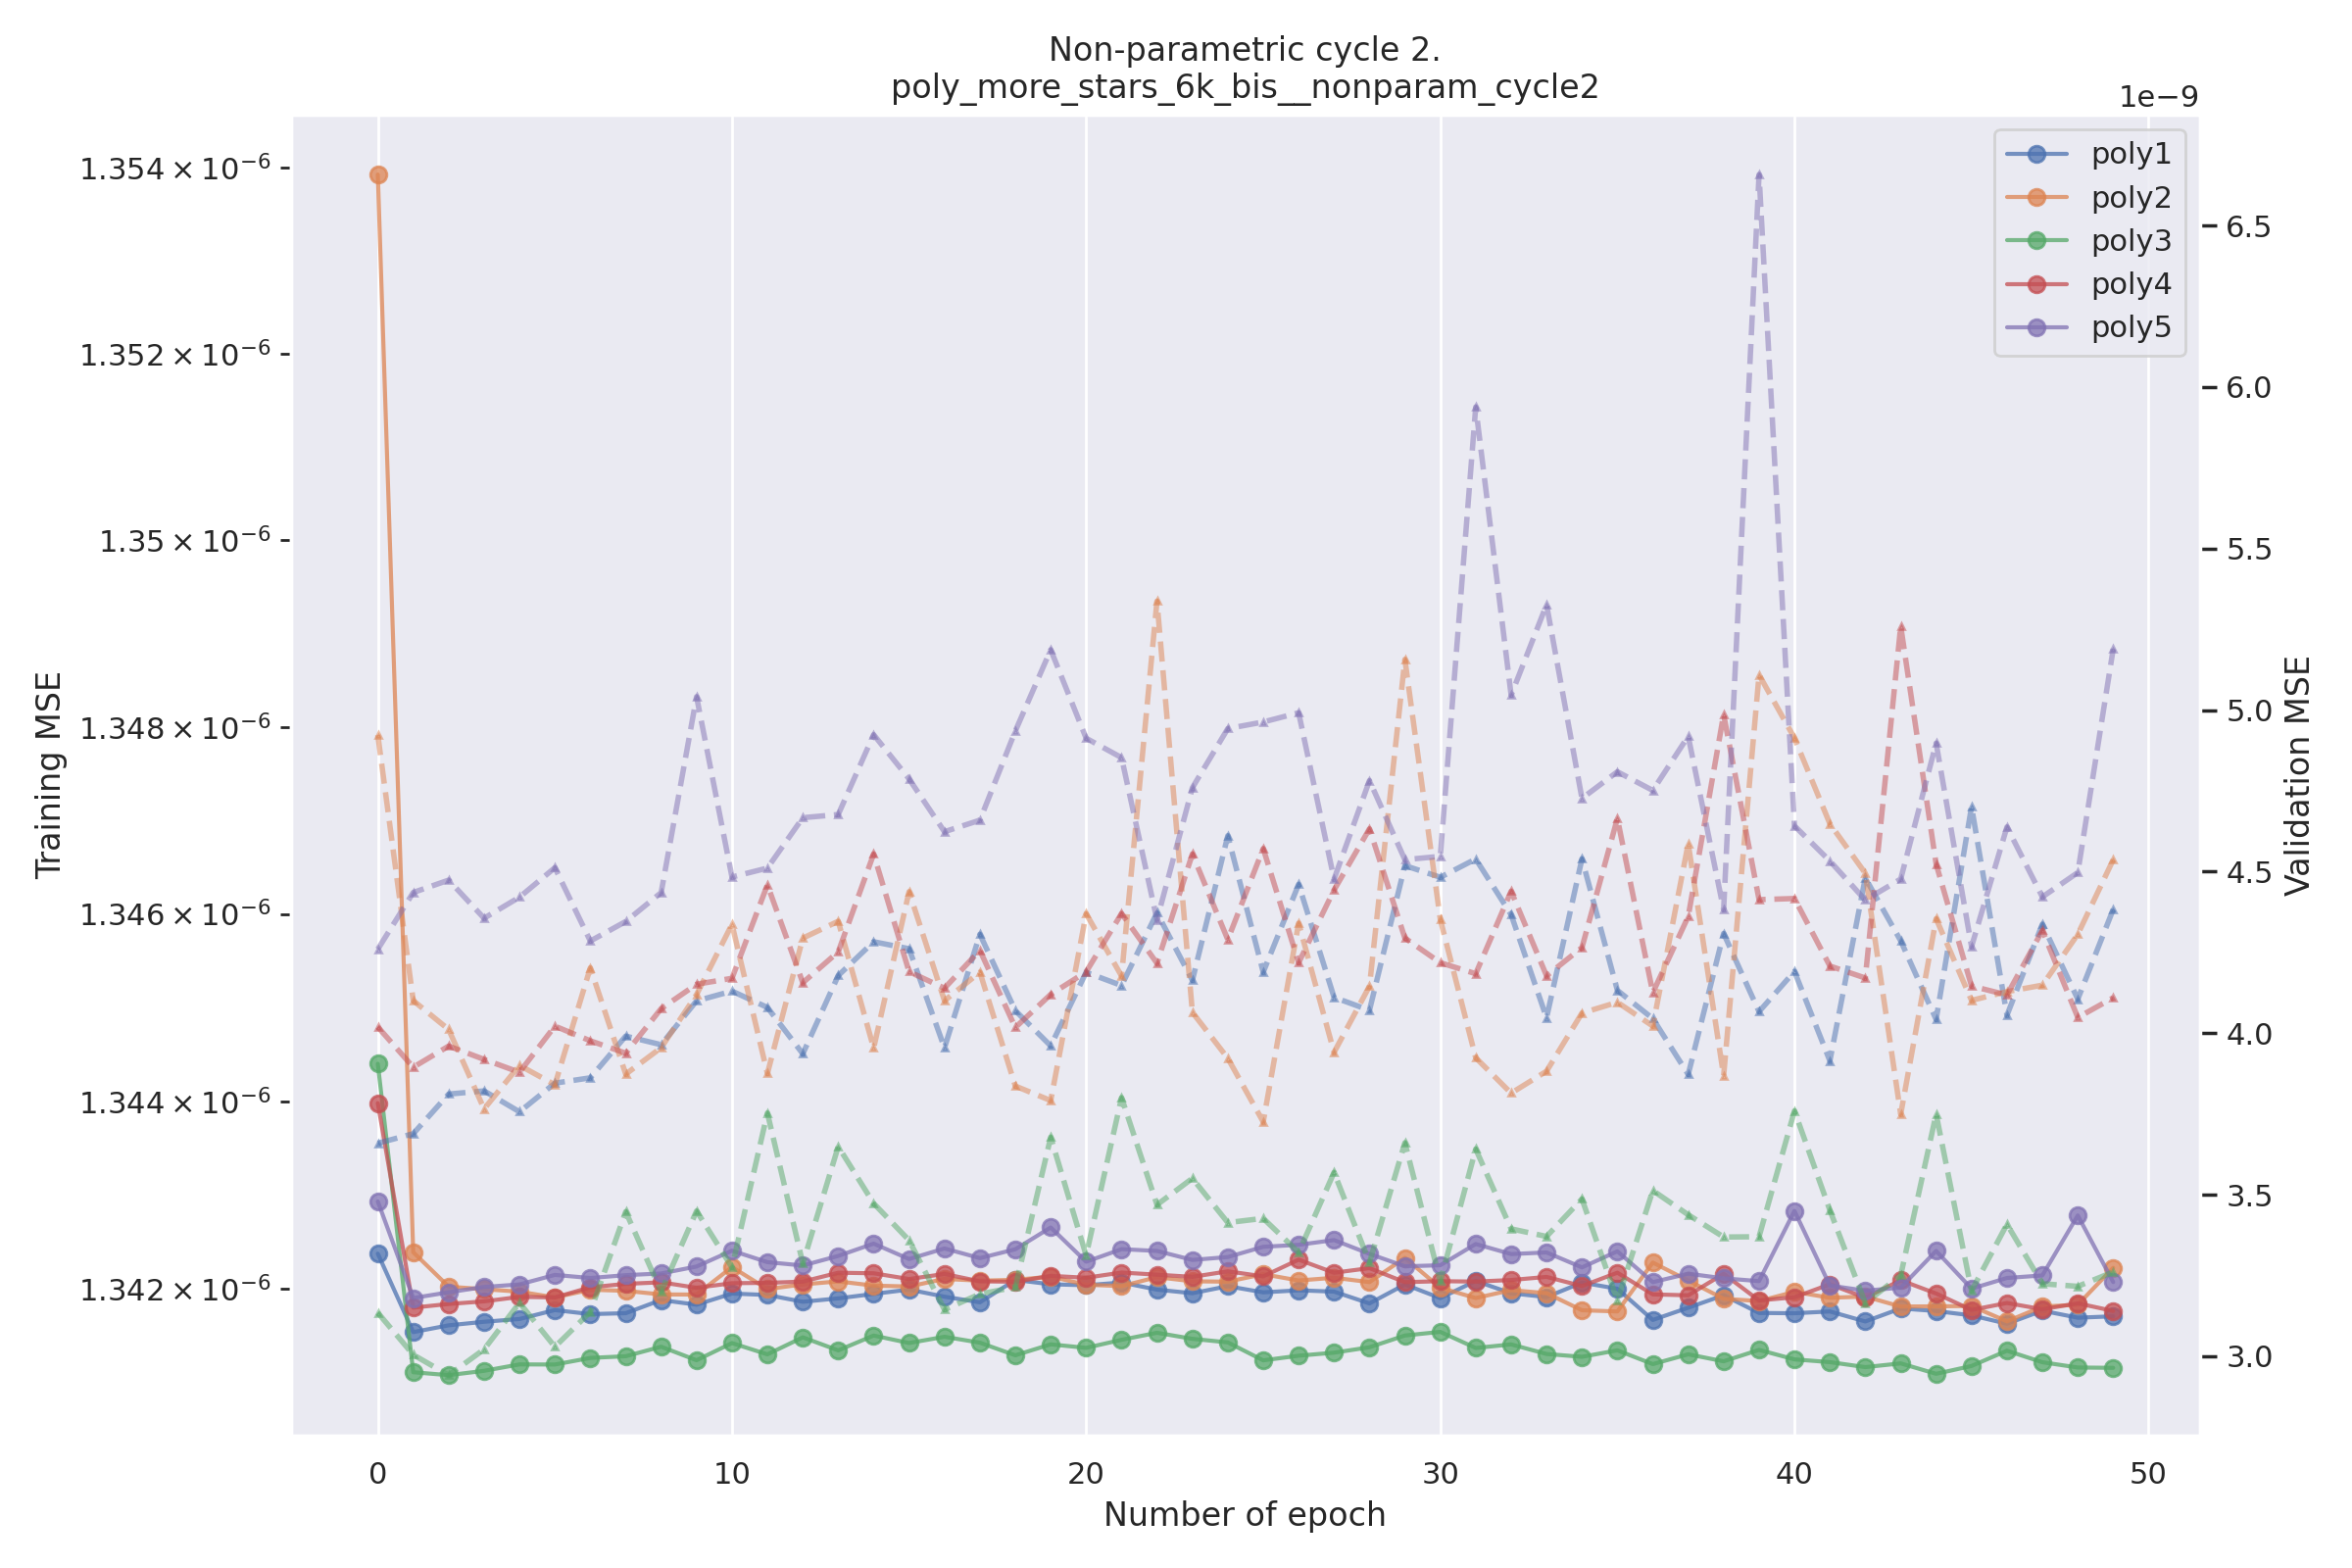 Non-parametric cycle 2.
poly_more_stars_6k_bis__nonparam_cycle2
1e−9
1.354 × 10⁻⁶
1.352 × 10⁻⁶
1.35 × 10⁻⁶
1.348 × 10⁻⁶
1.346 × 10⁻⁶
1.344 × 10⁻⁶
1.342 × 10⁻⁶
Training MSE
poly1
poly2
poly3
poly4
poly5
6.5
6.0
5.5
5.0
4.5
4.0
3.5
3.0
Validation MSE
0 10 20 30 40 50
Number of epoch